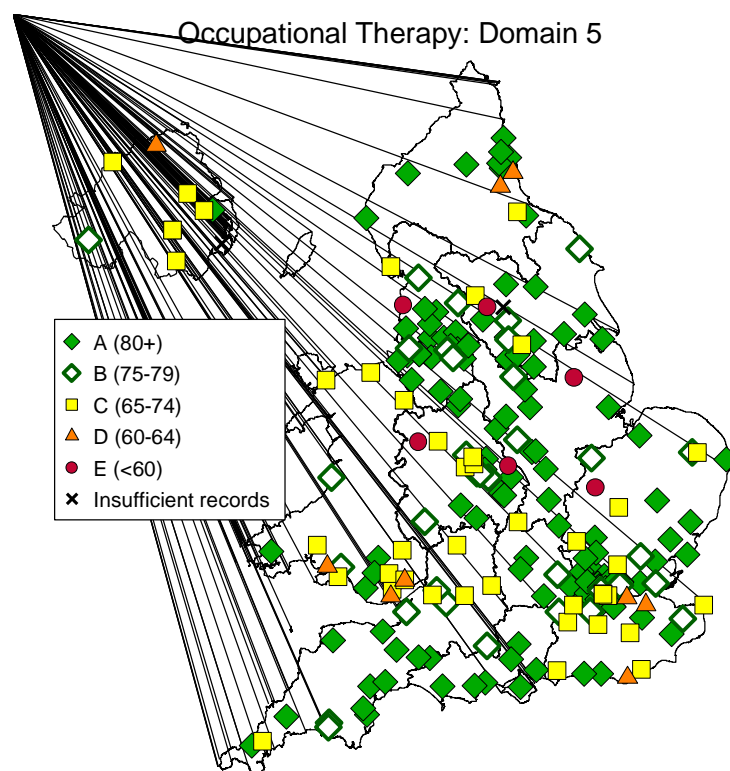 Occupational Therapy: Domain 5
A (80+)
B (75-79)
C (65-74)
D (60-64)
E (<60)
Insufficient records